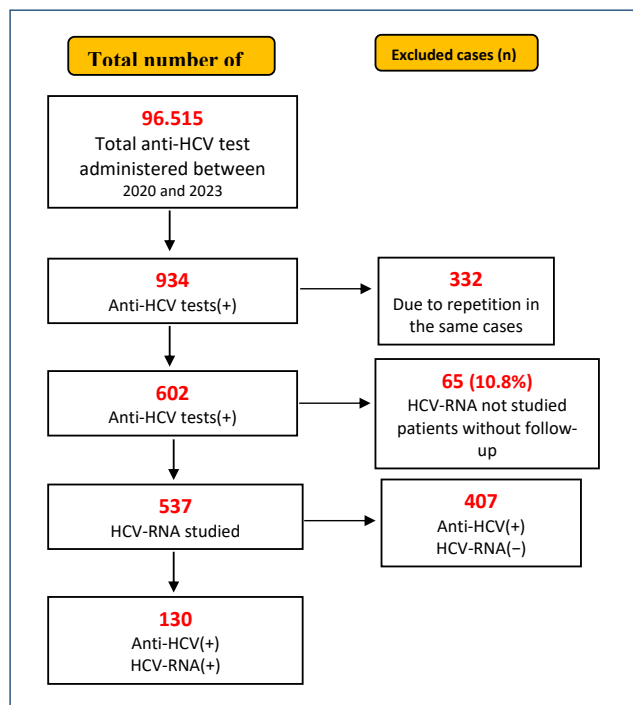 Total number of
Excluded cases (n)
96.515
Total anti-HCV test
administered between
2020 and 2023
934
Anti-HCV tests(+)
332
Due to repetition in
the same cases
602
Anti-HCV tests(+)
65 (10.8%)
HCV-RNA not studied
patients without follow-
up
537
HCV-RNA studied
407
Anti-HCV(+)
HCV-RNA(−)
130
Anti-HCV(+)
HCV-RNA(+)